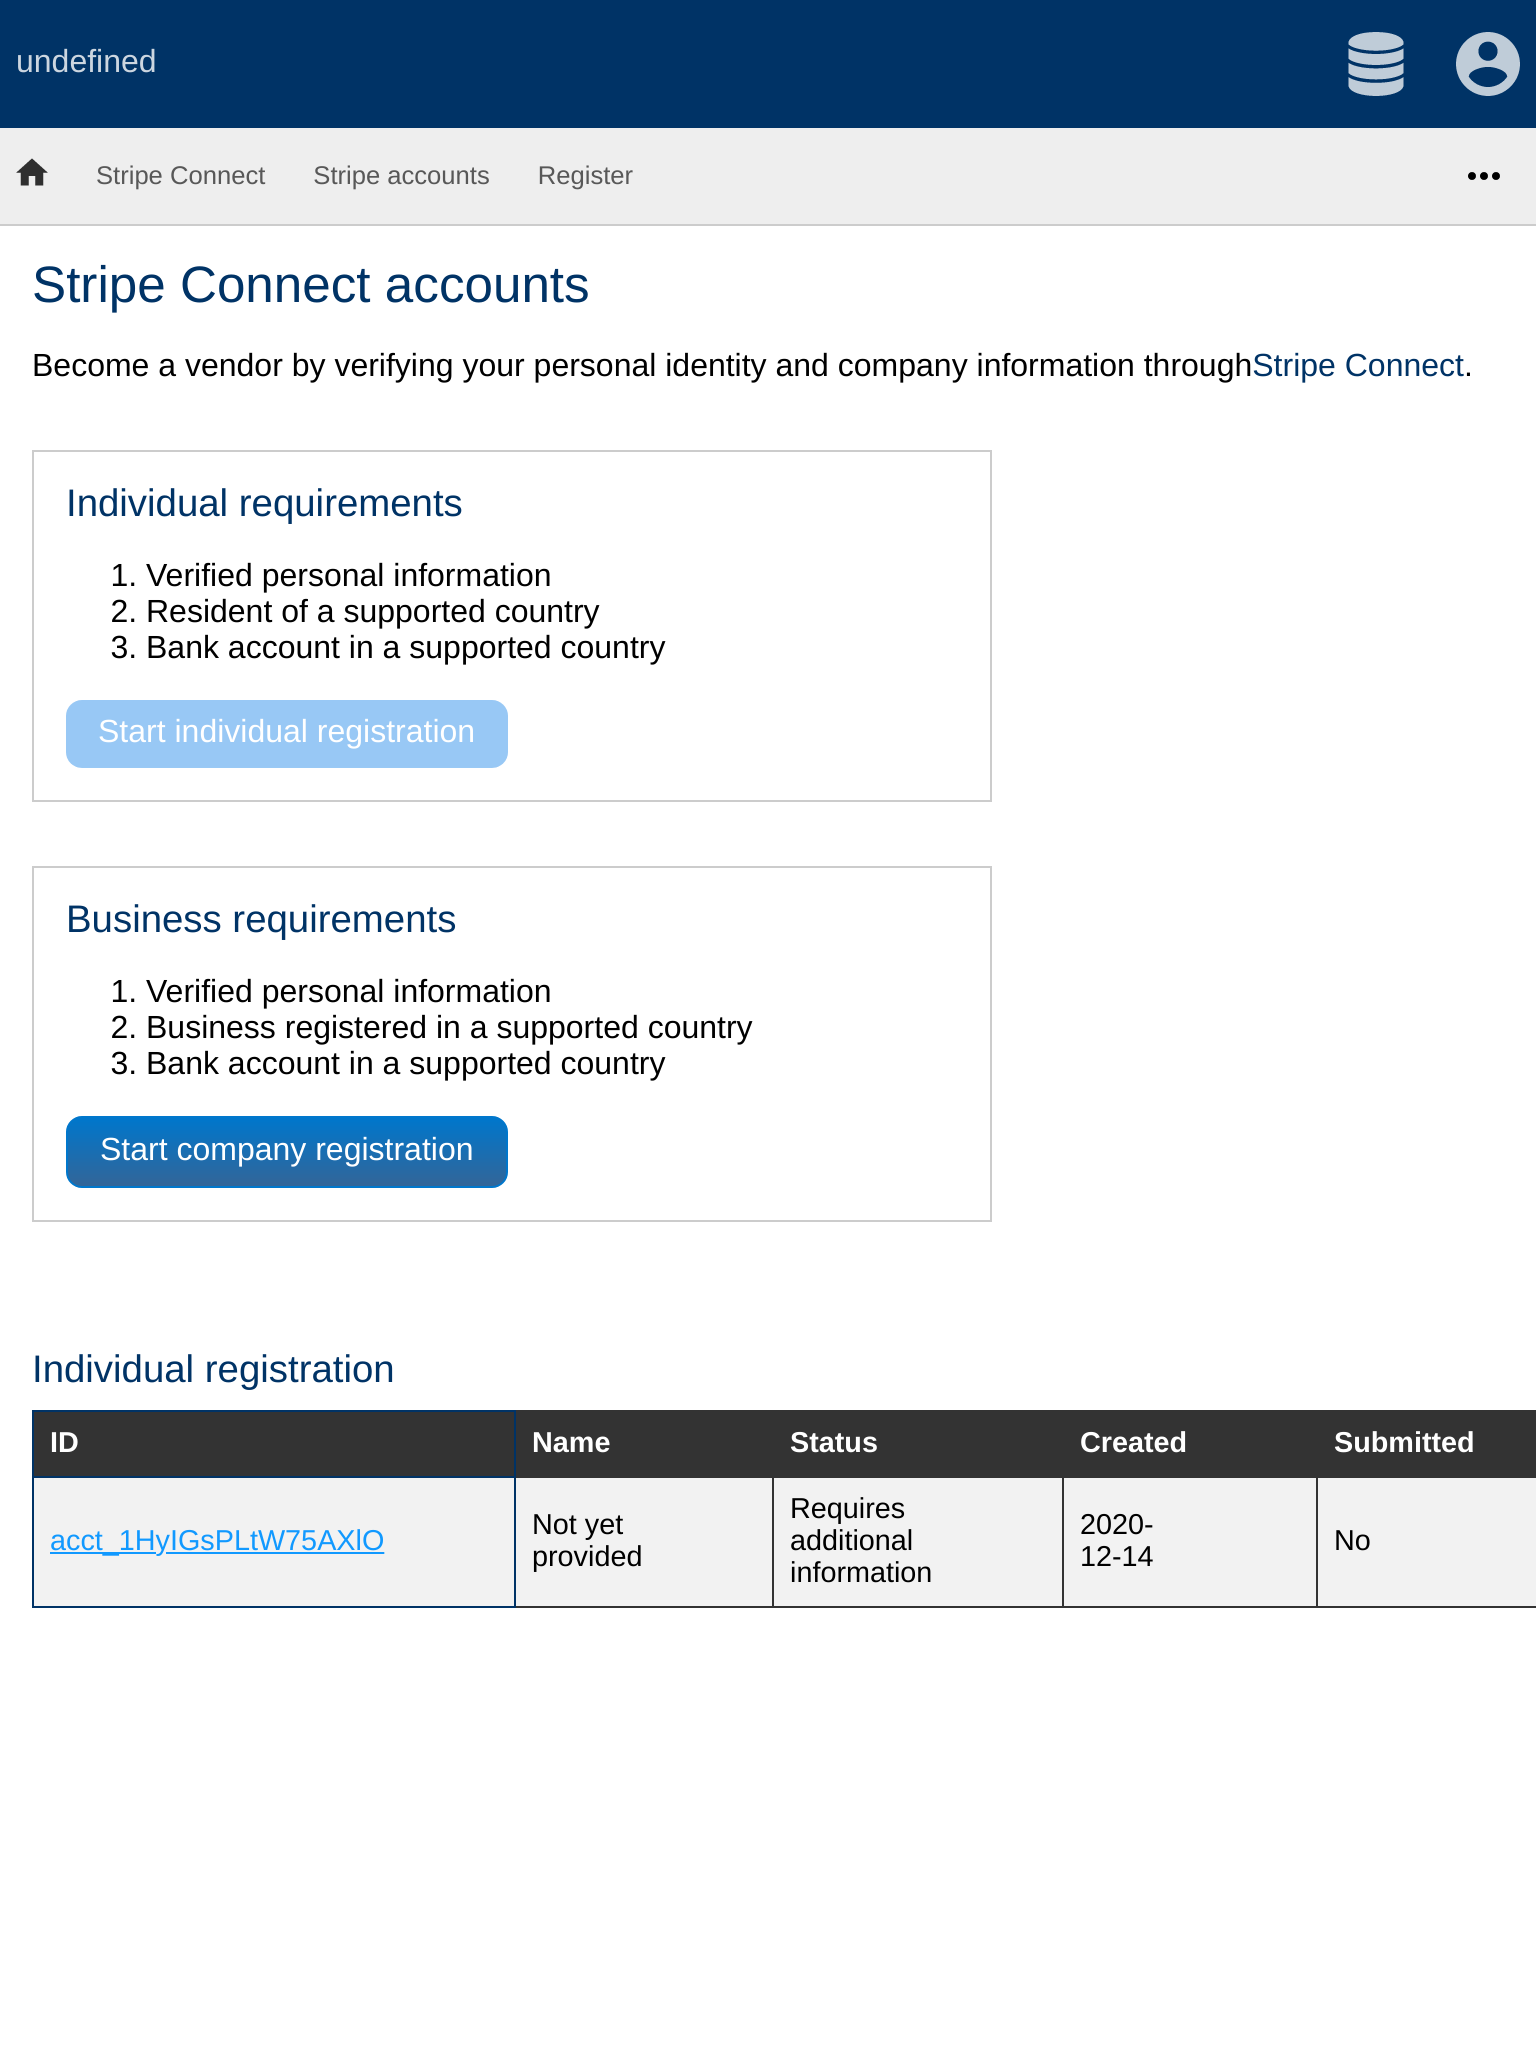 undefined
Stripe Connect Stripe accounts Register
Stripe Connect accounts
Become a vendor by verifying your personal identity and company information throughStripe Connect.
Individual requirements
1. Verified personal information
2. Resident of a supported country
3. Bank account in a supported country
Start individual registration
Business requirements
1. Verified personal information
2. Business registered in a supported country
3. Bank account in a supported country
Start company registration
Individual registration
ID Name Status Created Submitted
acct_1HyIGsPLtW75AXlO
Not yet
provided
Requires
additional
information
2020-
12-14
No